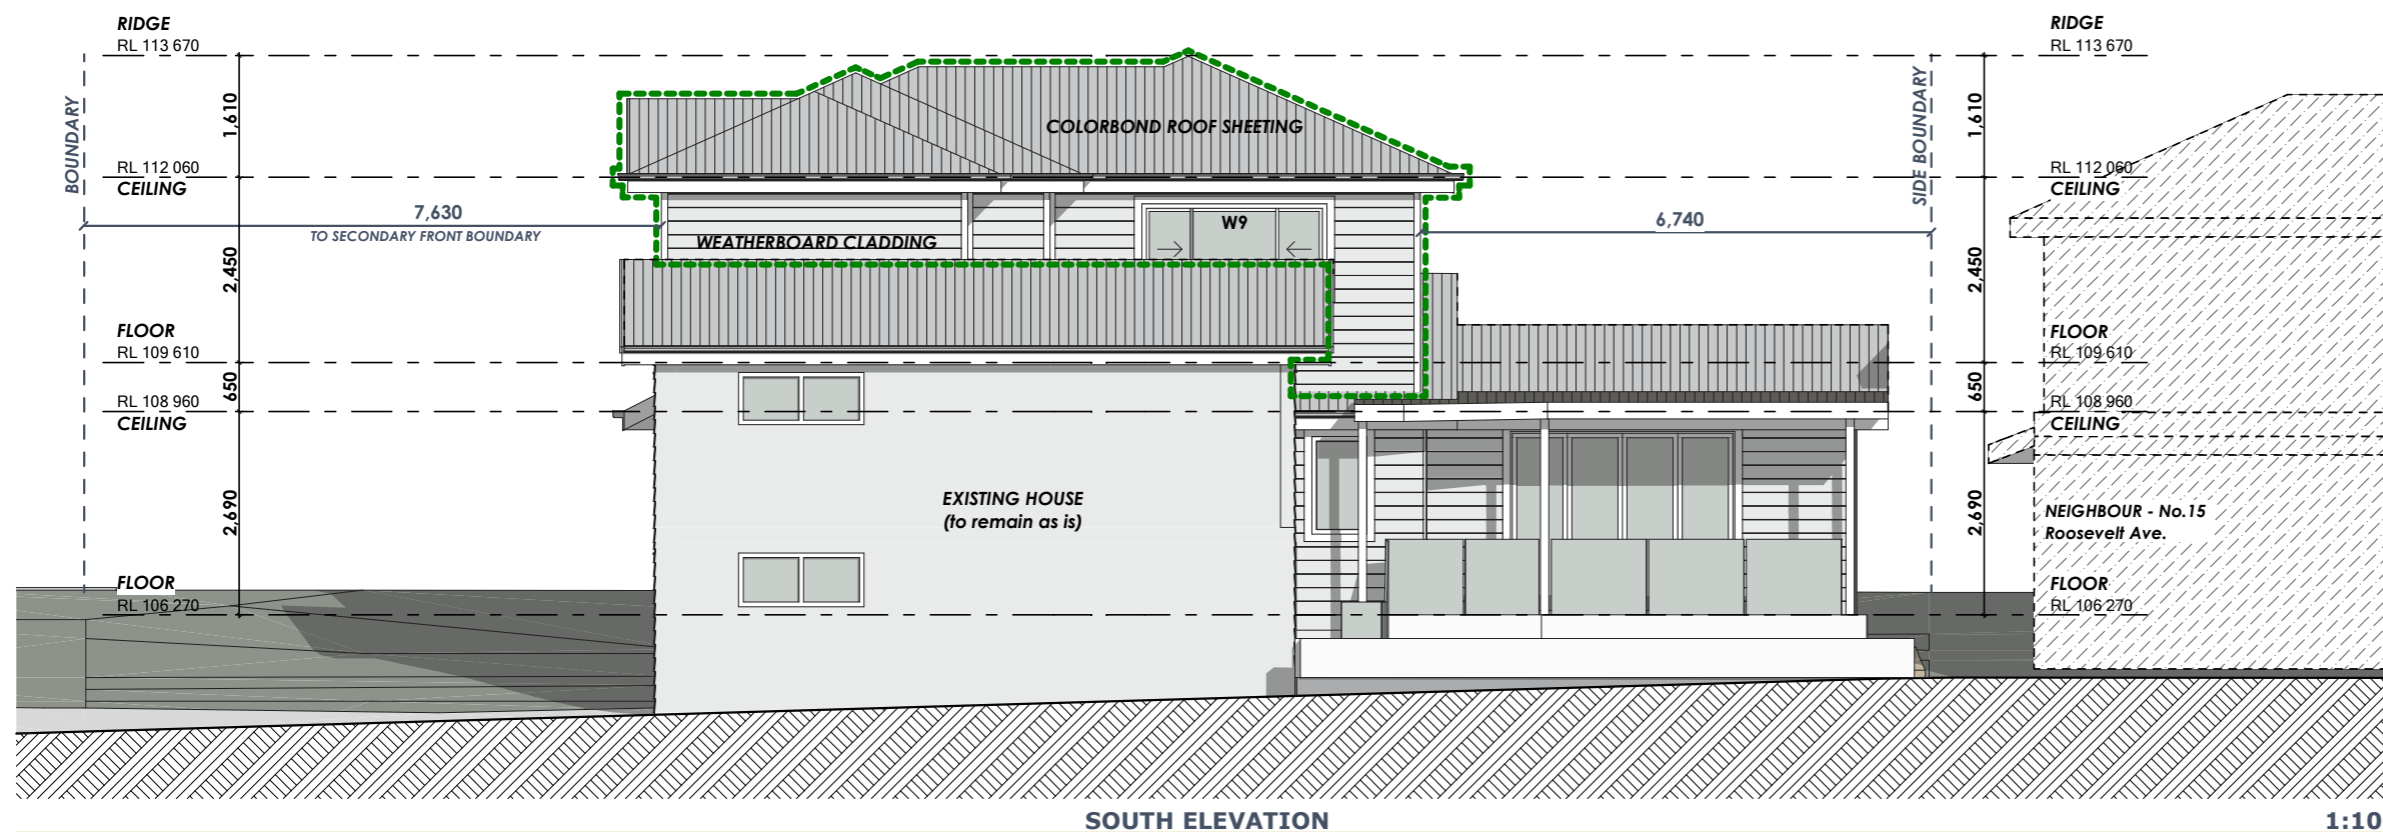 RIDGE
RL 113 670
RIDGE
RL 113 670
BOUNDARY
1,610
COLORBOND ROOF SHEETING
SIDE BOUNDARY
1,610
RL 112 060
CEILING
RL 112 060
CEILING
7,630
TO SECONDARY FRONT BOUNDARY
W9
6,740
WEATHERBOARD CLADDING
2,450
2,450
FLOOR
RL 109 610
FLOOR
RL 109 610
650
650
RL 108 960
CEILING
RL 108 960
CEILING
2,690
EXISTING HOUSE
(to remain as is)
2,690
NEIGHBOUR - No.15
Roosevelt Ave.
FLOOR
RL 106 270
FLOOR
RL 106 270
SOUTH ELEVATION
1:10